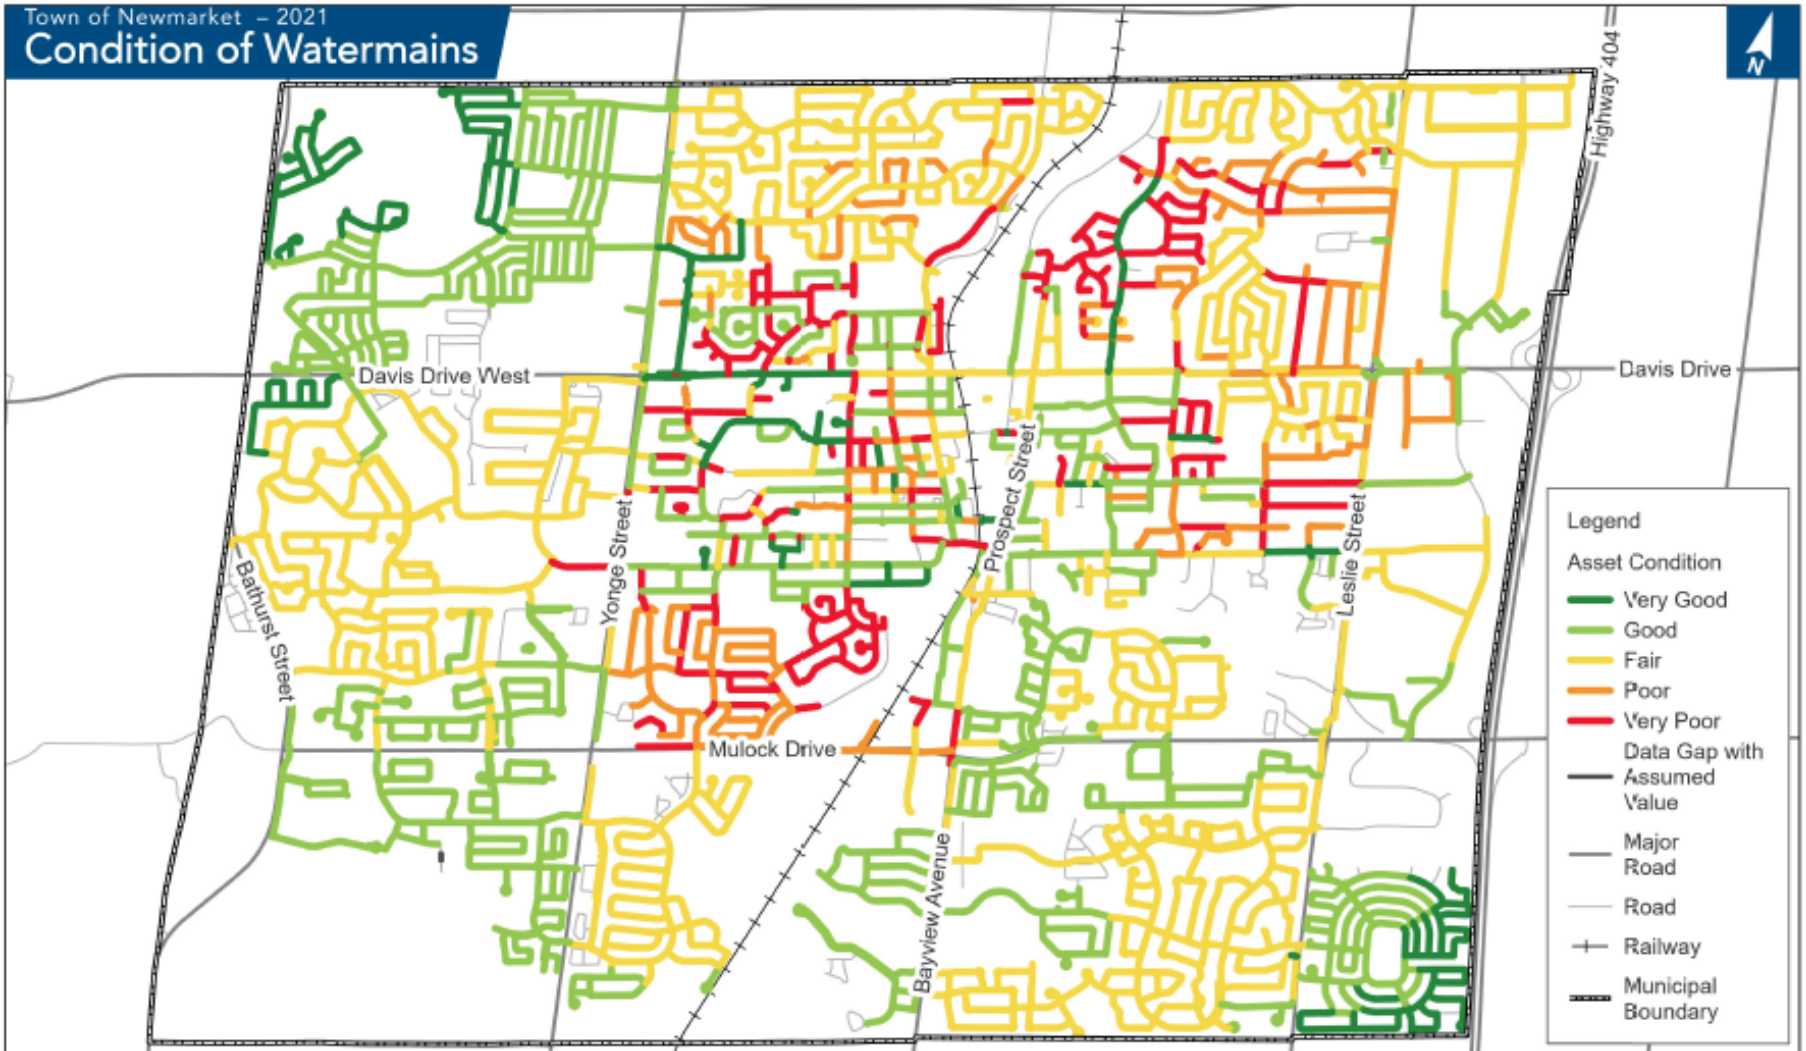 Town of Newmarket – 2021
Condition of Watermains
N
Highway 404
Davis Drive West
Davis Drive
Prospect Street
Yonge Street
Leslie Street
Bathurst Street
Mulock Drive
Bayview Avenue
Legend
Asset Condition
Very Good
Good
Fair
Poor
Very Poor
Data Gap with
Assumed
Value
Major
Road
Road
Railway
Municipal
Boundary